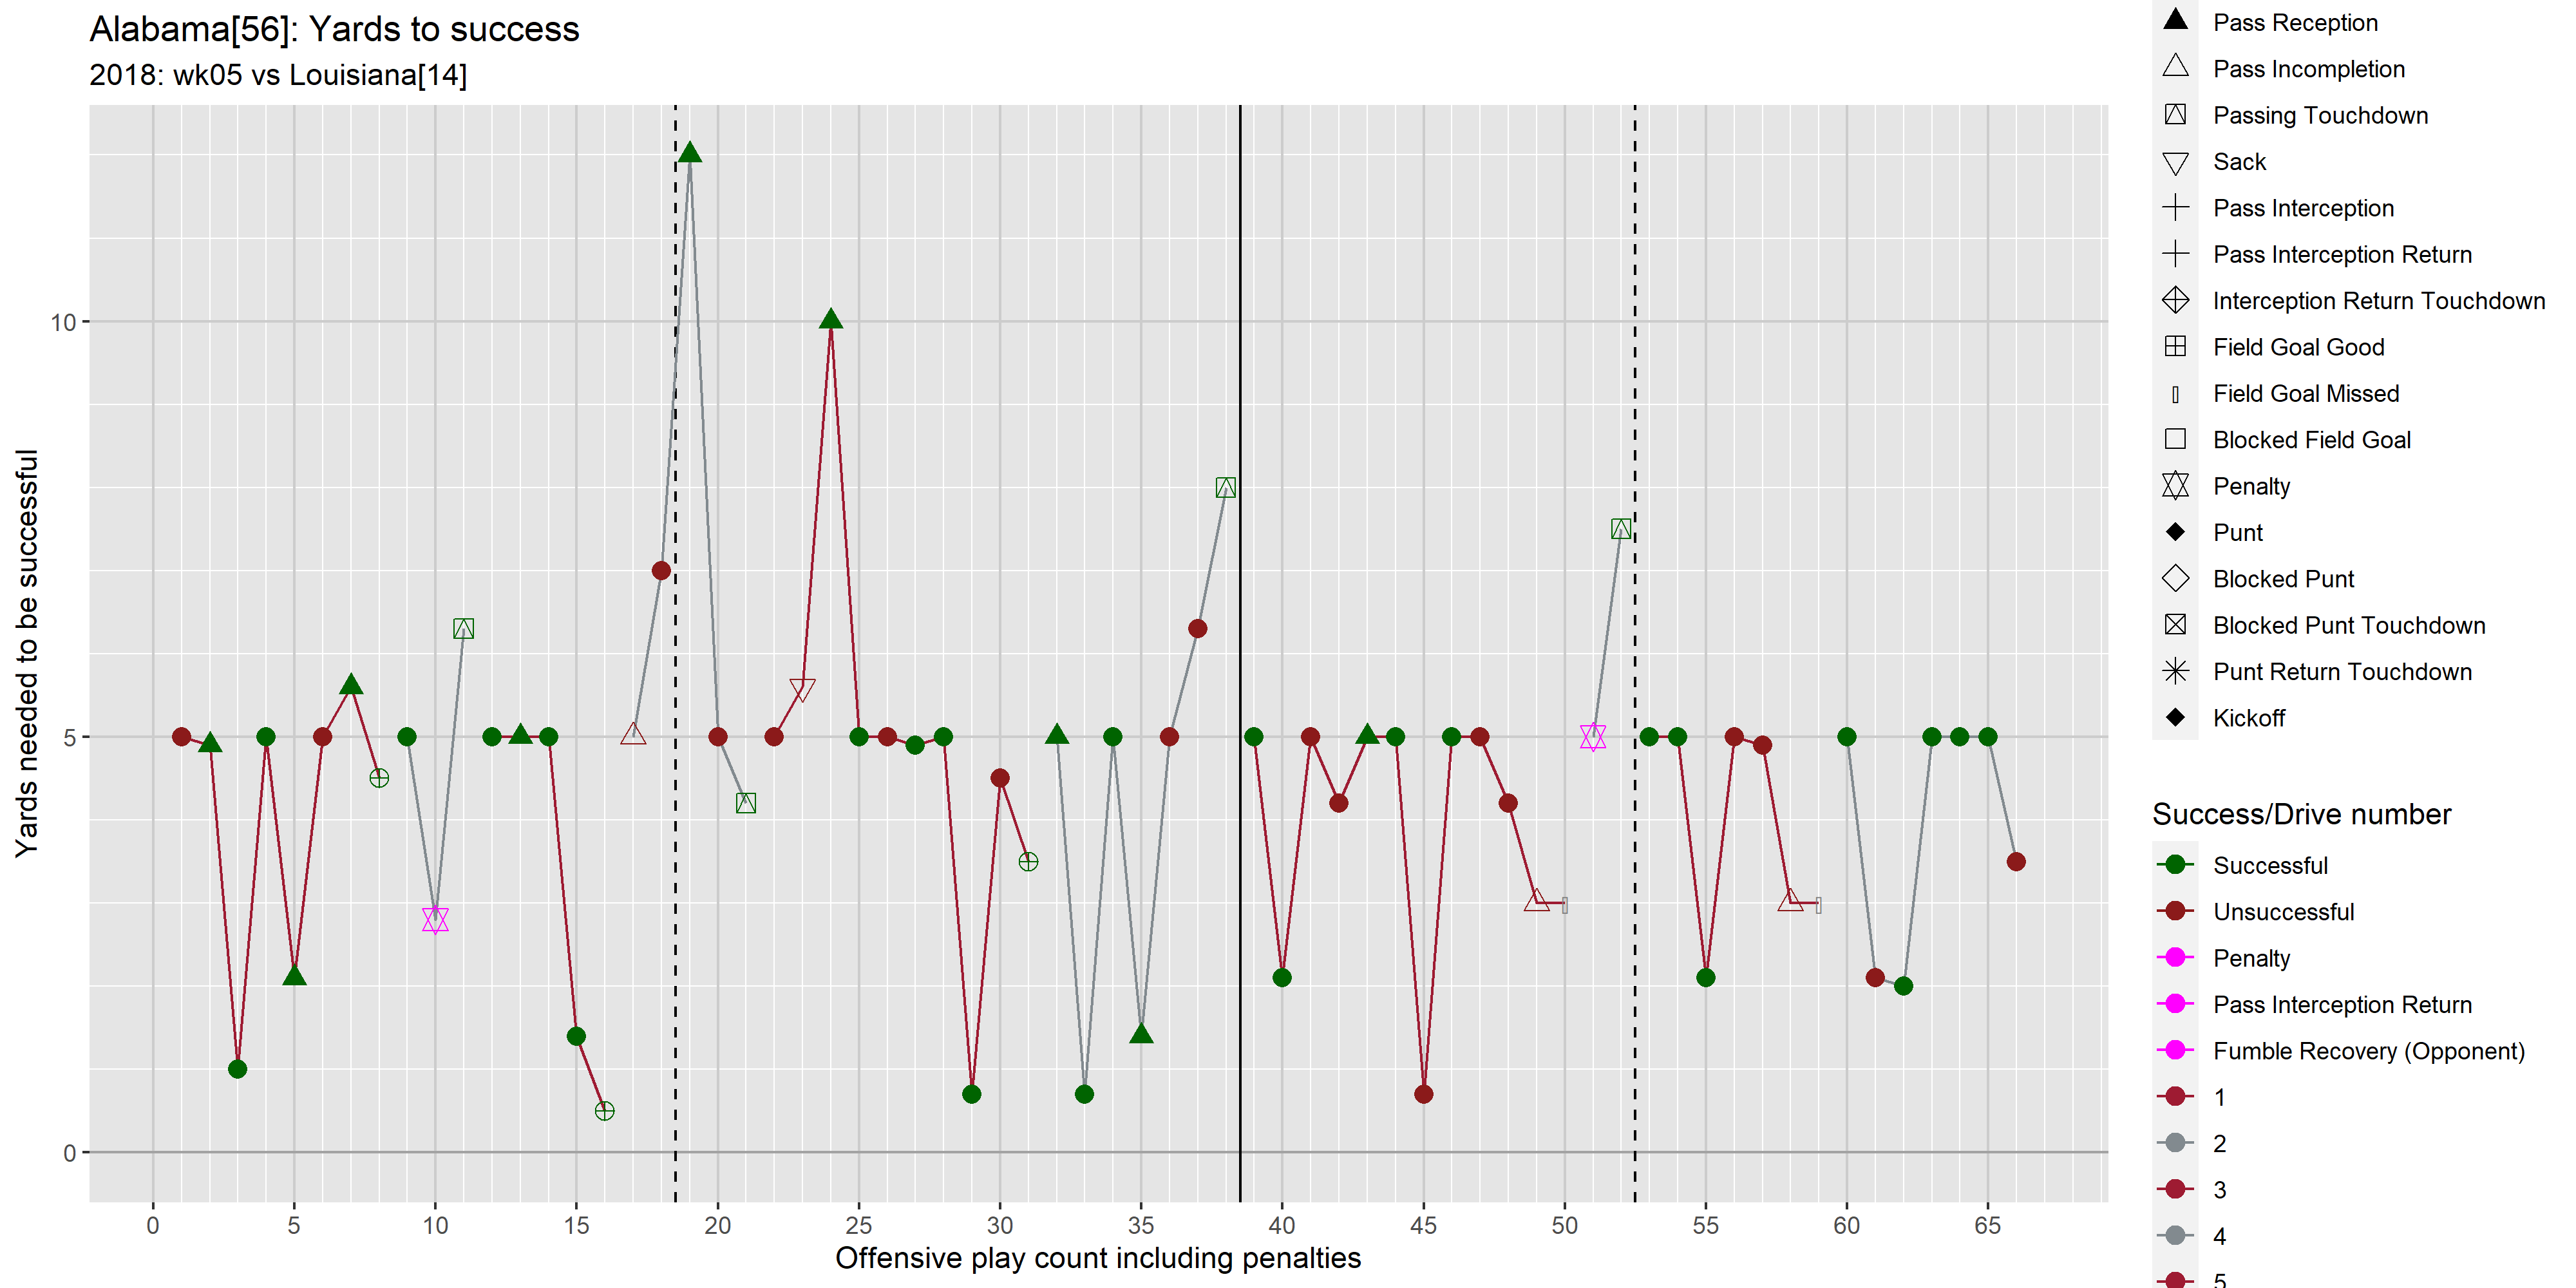 Alabama[56]: Yards to success
2018: wk05 vs Louisiana[14]
Yards needed to be successful
10
5
0
0 5 10 15 20 25 30 35 40 45 50 55 60 65
Offensive play count including penalties
Pass Reception
Pass Incompletion
Passing Touchdown
Sack
Pass Interception
Pass Interception Return
Interception Return Touchdown
Field Goal Good
Field Goal Missed
Blocked Field Goal
Penalty
Punt
Blocked Punt
Blocked Punt Touchdown
Punt Return Touchdown
Kickoff
Success/Drive number
Successful
Unsuccessful
Penalty
Pass Interception Return
Fumble Recovery (Opponent)
1
2
3
4
5